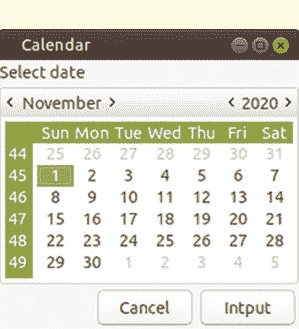 Calendar
Select date
< November > < 2020 >
Sun Mon Tue Wed Thu Fri Sat
44 25 26 27 28 29 30 31
45 1 2 3 4 5 6 7
46 8 9 10 11 12 13 14
47 15 16 17 18 19 20 21
48 22 23 24 25 26 27 28
49 29 30 1 2 3 4 5
Cancel Intput